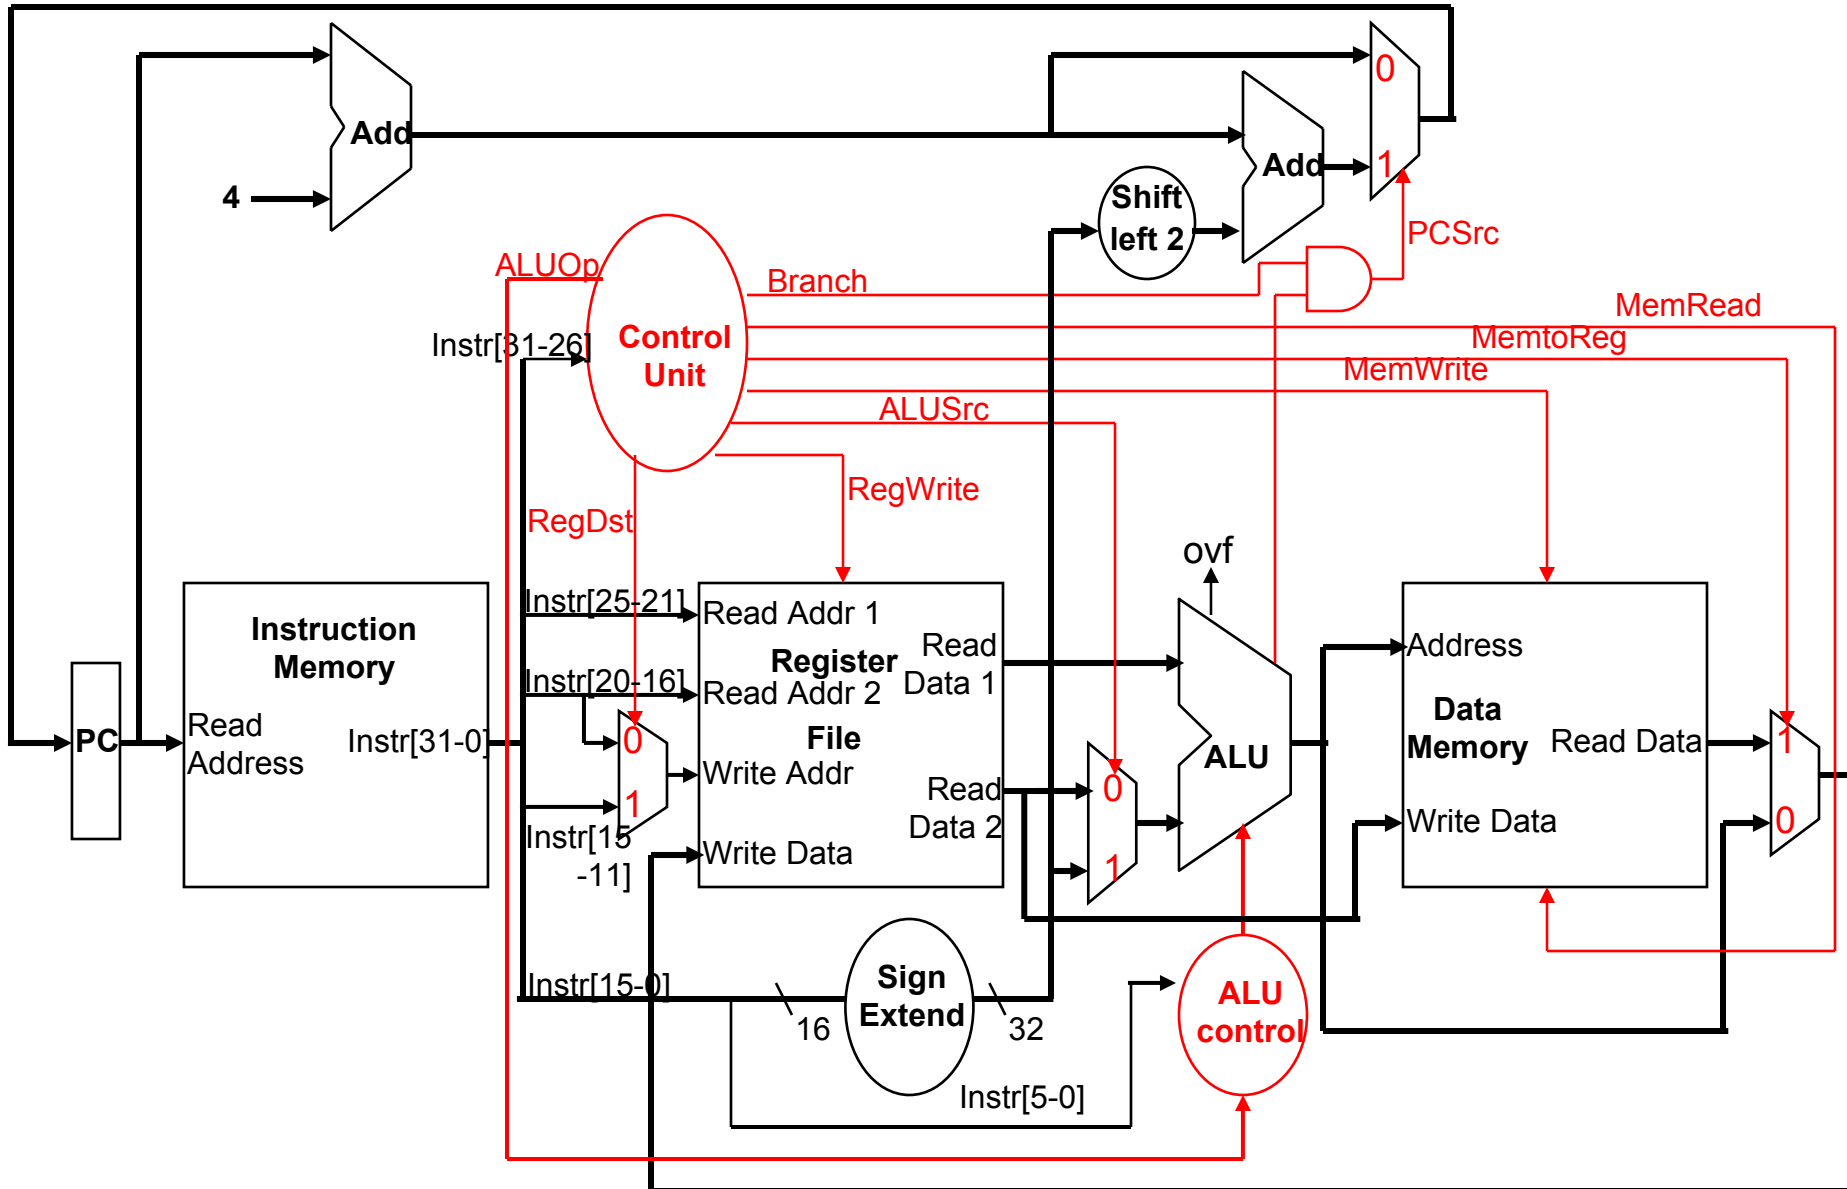 0
Add
1
Add
4
Shift
left 2
PCSrc
ALUOp
Branch
MemRead
Instr[31-26]
Control
Unit
MemtoReg
MemWrite
ALUSrc
RegWrite
RegDst
ovf
Instruction
Memory
Instr[25-21]
Read Addr 1
Register
File
Read
Data 1
Address
Instr[20-16]
Read Addr 2
Data
Memory
PC
Read
Address
Instr[31-0]
0
Write Addr
ALU
Read Data
1
1
Read
Data 2
0
Write Data
0
Instr[15
-11]
Write Data
1
Instr[15-0]
16
Sign
Extend
32
ALU
control
Instr[5-0]